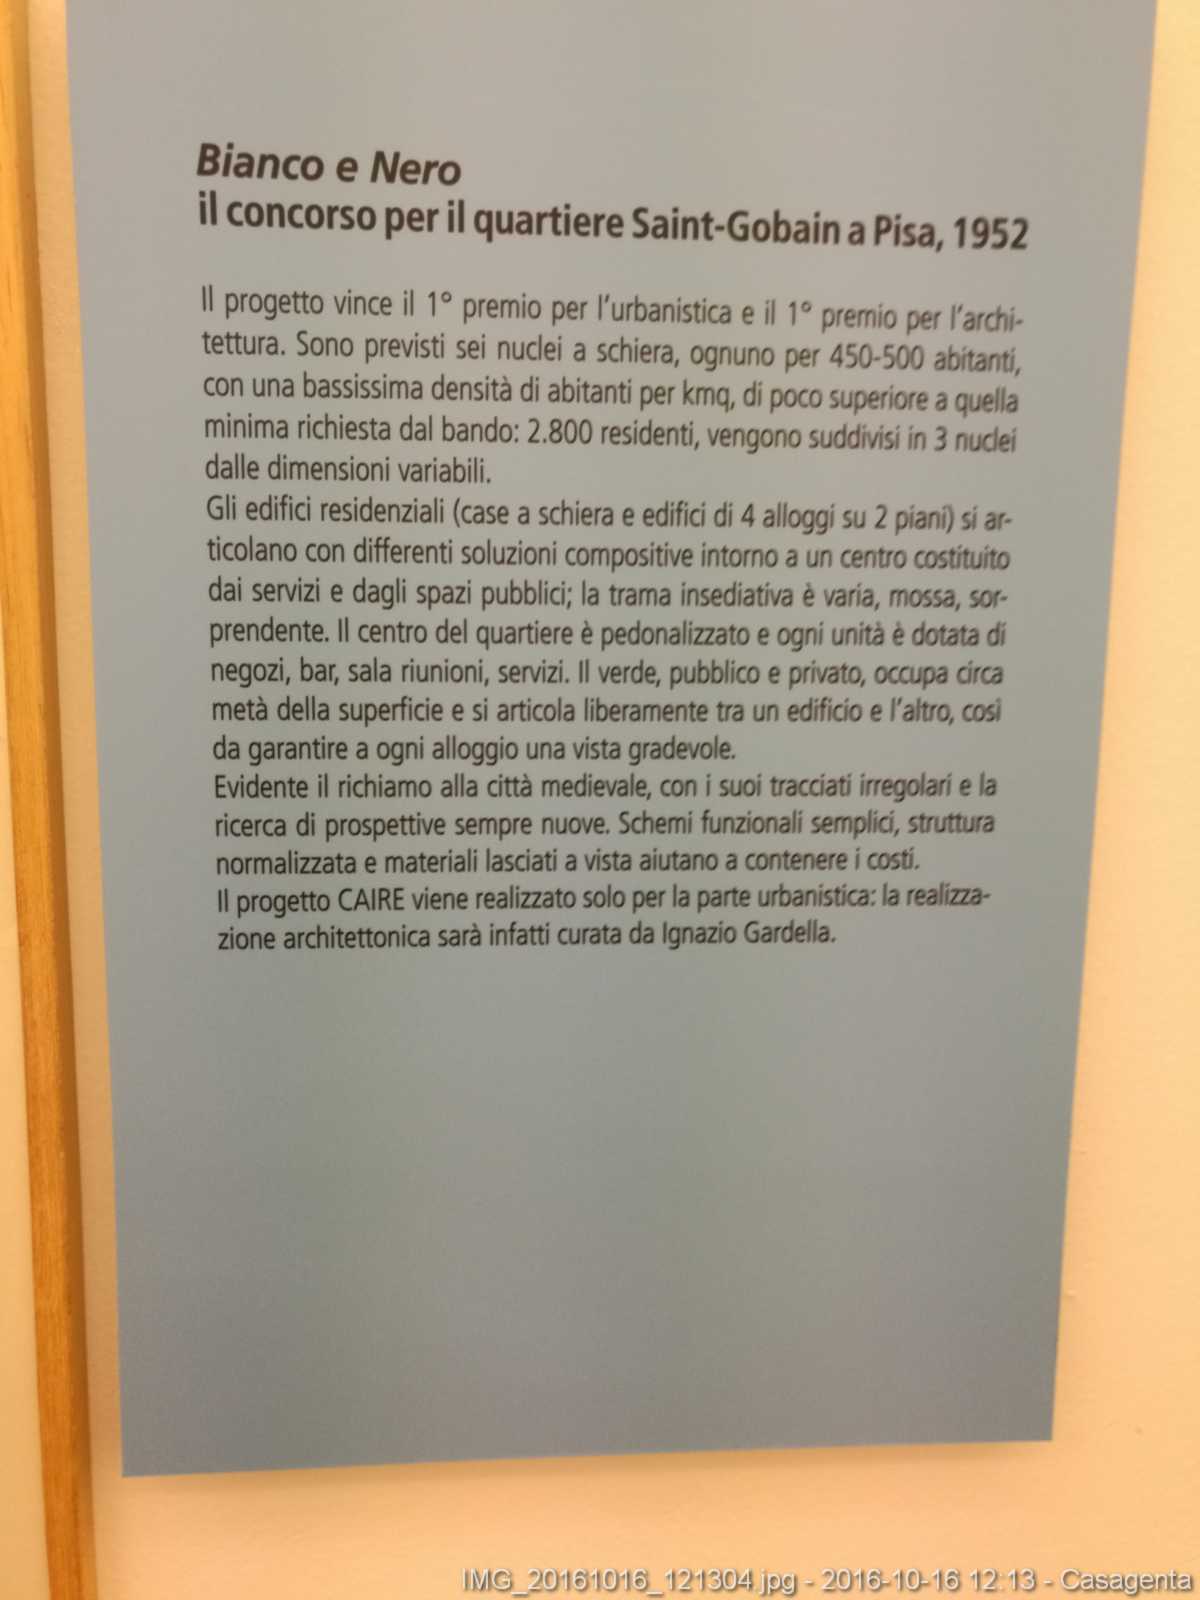 Bianco e Nero
il concorso per il quartiere Saint-Gobain a Pisa, 1952
Il progetto vince il 1° premio per l'urbanistica e il 1° premio per l'archi-
tettura. Sono previsti sei nuclei a schiera, ognuno per 450-500 abitanti,
con una bassissima densità di abitanti per kmq, di poco superiore a quella
minima richiesta dal bando: 2.800 residenti, vengono suddivisi in 3 nuclei
dalle dimensioni variabili.
Gli edifici residenziali (case a schiera e edifici di 4 alloggi su 2 piani) si ar-
ticolano con differenti soluzioni compositive intorno a un centro costituito
dai servizi e dagli spazi pubblici; la trama insediativa è varia, mossa, sor-
prendente. Il centro del quartiere è pedonalizzato e ogni unità è dotata di
negozi, bar, sala riunioni, servizi. Il verde, pubblico e privato, occupa circa
metà della superficie e si articola liberamente tra un edificio e l'altro, così
da garantire a ogni alloggio una vista gradevole.
Evidente il richiamo alla città medievale, con i suoi tracciati irregolari e la
ricerca di prospettive sempre nuove. Schemi funzionali semplici, struttura
normalizzata e materiali lasciati a vista aiutano a contenere i costi.
Il progetto CAIRE viene realizzato solo per la parte urbanistica: la realizza-
zione architettonica sarà infatti curata da Ignazio Gardella.
IMG_20161016_121304.jpg - 2016-10-16 12:13 - Casagenta